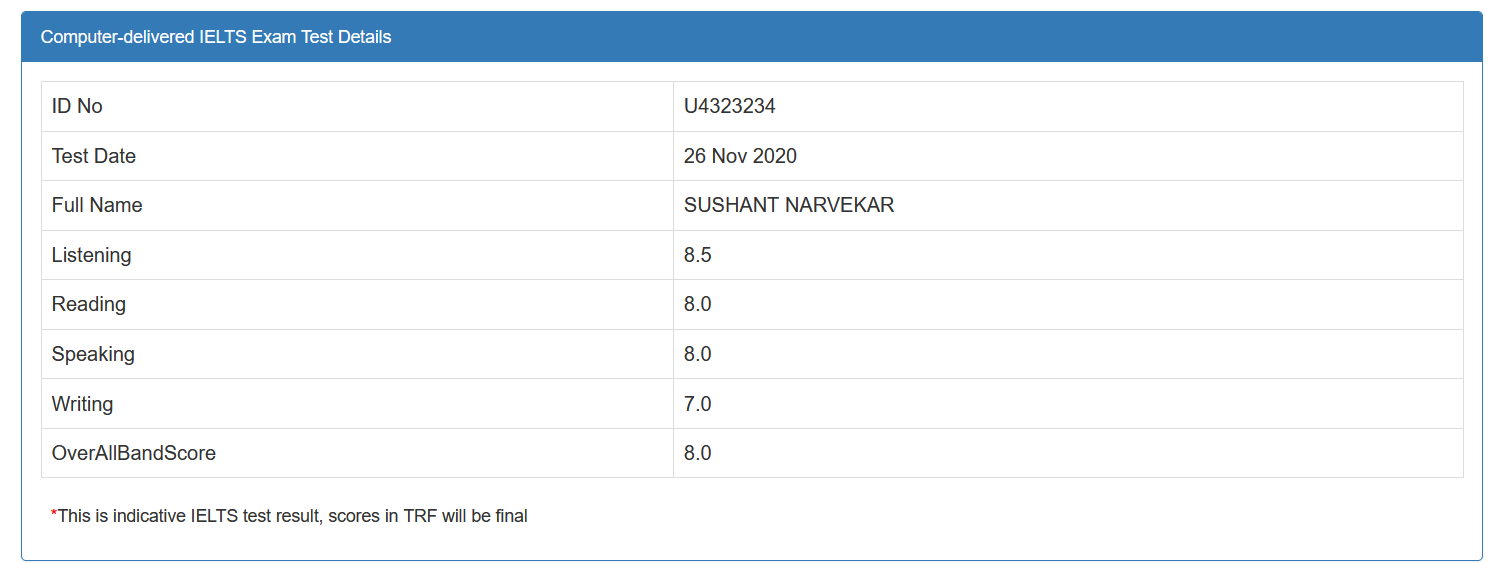 Computer-delivered IELTS Exam Test Details
ID No U4323234
Test Date 26 Nov 2020
Full Name SUSHANT NARVEKAR
Listening 8.5
Reading 8.0
Speaking 8.0
Writing 7.0
OverAllBandScore 8.0
*This is indicative IELTS test result, scores in TRF will be final